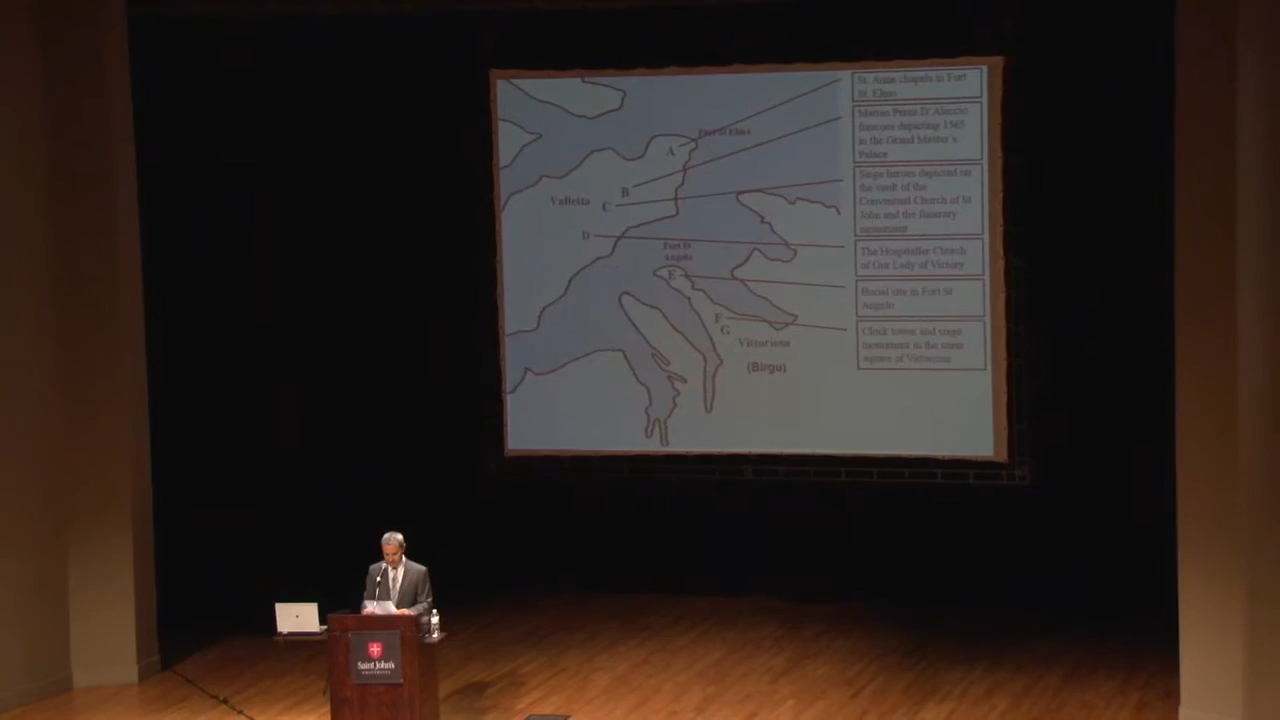 St. Anne chapels in Fort
St. Elmo
Matteo Perez D'Aleccio
frescoes depicting 1565
in the Grand Master's
Palace
Siege heroes depicted on
the vault of the
Conventual Church of St
John and the funerary
monument
The Hospitaller Church
of Our Lady of Victory
Burial site in Fort St
Angelo
Clock tower and siege
monument in the main
square of Vittoriosa
Fort St Elmo
A
B
Valletta
C
D
Fort St
Angelo
E
F
G
Vittoriosa
(Birgu)
Saint John's
UNIVERSITY